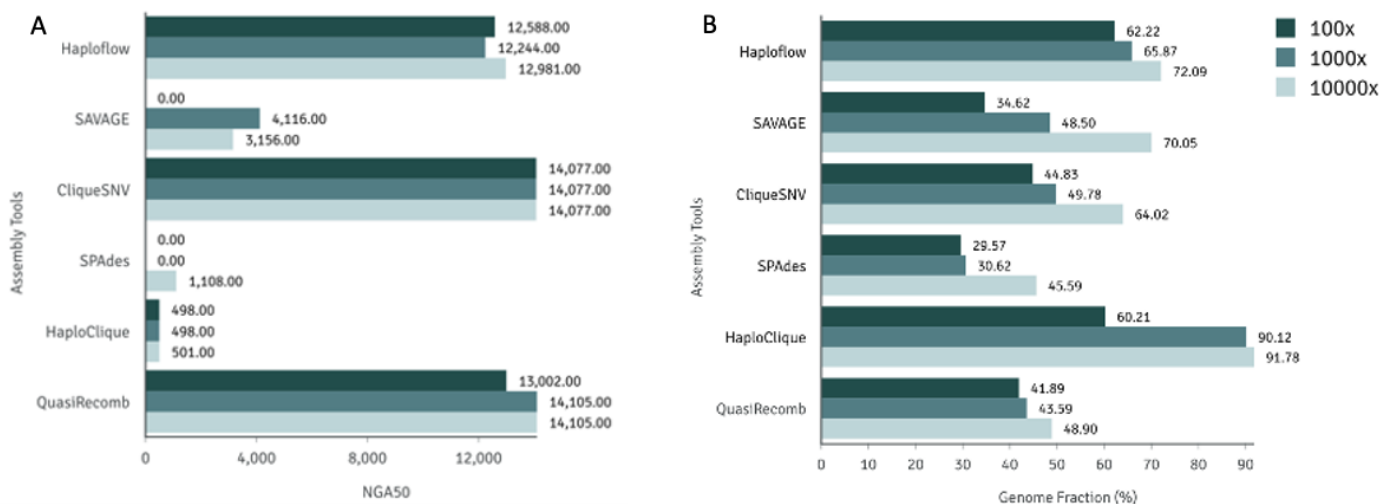 A
Haploflow
12,588.00
12,244.00
12,981.00
SAVAGE
0.00
4,116.00
3,156.00
CliqueSNV
14,077.00
14,077.00
14,077.00
SPAdes
0.00
0.00
1,108.00
HaploClique
498.00
498.00
501.00
QuasiRecomb
13,002.00
14,105.00
14,105.00
0 4,000 8,000 12,000
NGA50
Assembly Tools
B
Haploflow
62.22
65.87
72.09
SAVAGE
34.62
48.50
70.05
CliqueSNV
44.83
49.78
64.02
SPAdes
29.57
30.62
45.59
HaploClique
60.21
90.12
91.78
QuasiRecomb
41.89
43.59
48.90
0 10 20 30 40 50 60 70 80 90
Genome Fraction (%)
Assembly Tools
100x
1000x
10000x